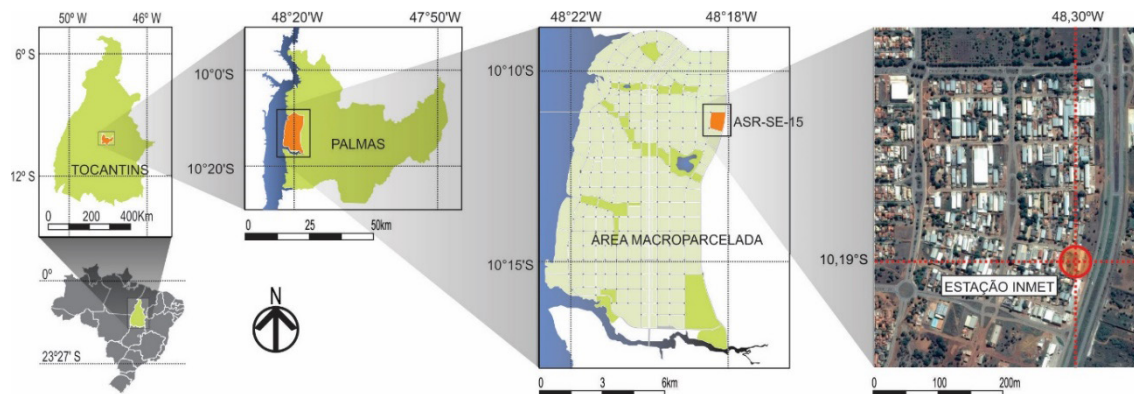 50°W 46°W
6°S
12°S
TOCANTINS
0 200 400Km
0°
23°27' S
48°20'W 47°50'W
10°0'S
10°20'S
PALMAS
0 25 50km
N
48°22'W 48°18'W
10°10'S
10°15'S
ASR-SE-15
ÁREA MACROPARCELADA
0 3 6km
48,30°W
10,19°S
ESTAÇÃO INMET
0 100 200m